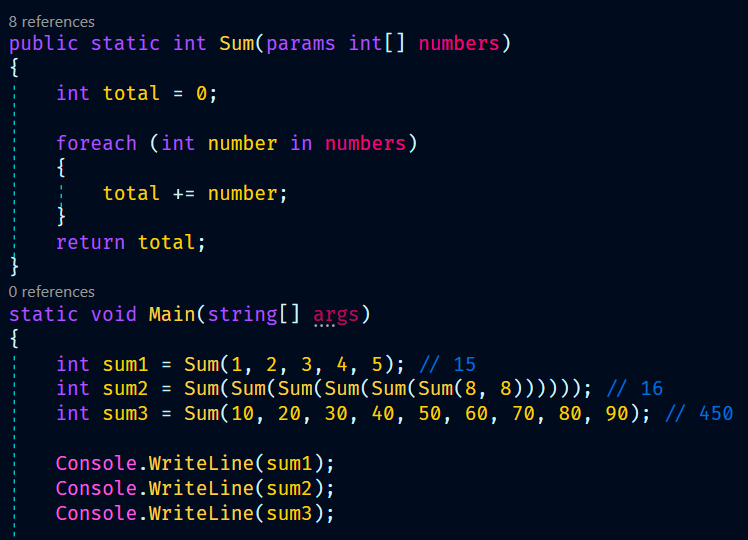 8 references
public static int Sum(params int[] numbers)
{
    int total = 0;

    foreach (int number in numbers)
    {
        total += number;
    }
    return total;
}
0 references
static void Main(string[] args)
{
    int sum1 = Sum(1, 2, 3, 4, 5); // 15
    int sum2 = Sum(Sum(Sum(Sum(Sum(Sum(8, 8)))))); // 16
    int sum3 = Sum(10, 20, 30, 40, 50, 60, 70, 80, 90); // 450

    Console.WriteLine(sum1);
    Console.WriteLine(sum2);
    Console.WriteLine(sum3);